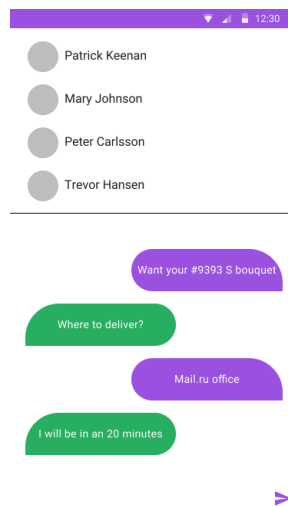 12:30
Patrick Keenan
Mary Johnson
Peter Carlsson
Trevor Hansen
Want your #9393 S bouquet
Where to deliver?
Mail.ru office
I will be in an 20 minutes